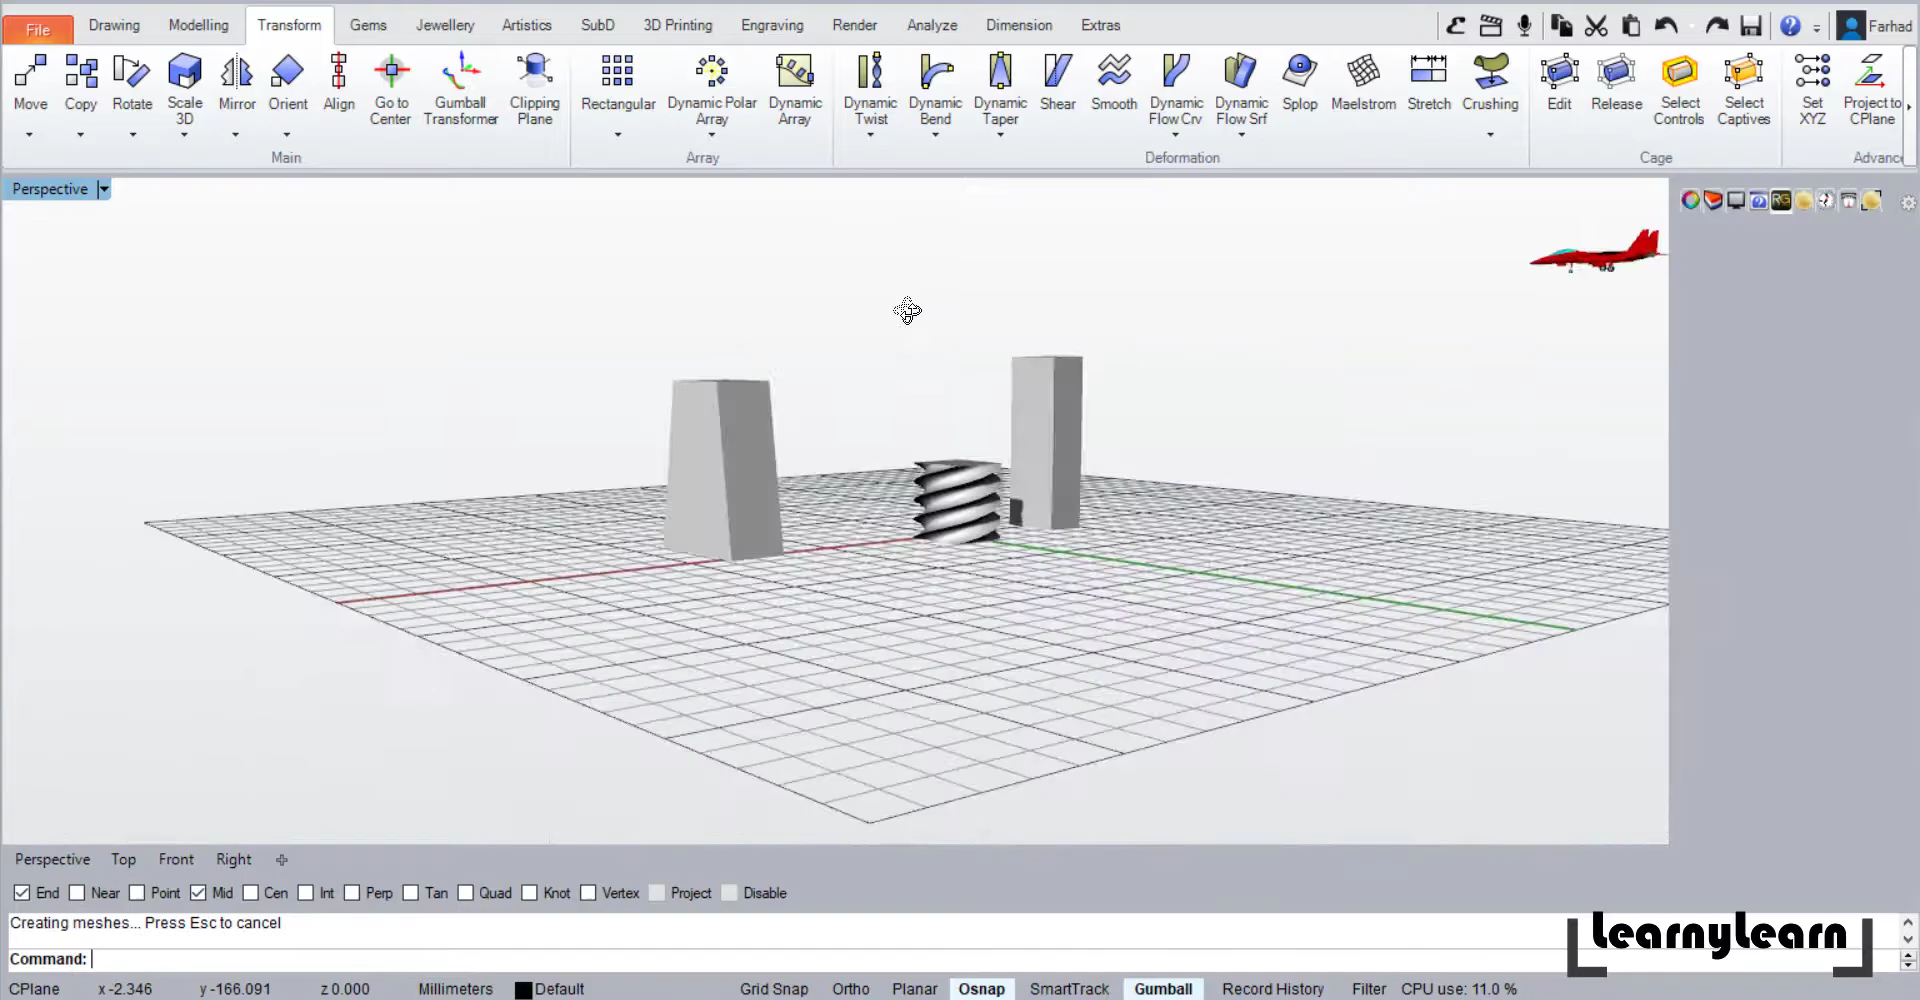 File Drawing Modelling Transform Gems Jewellery Artistics SubD 3D Printing Engraving Render Analyze Dimension Extras Farhad
Move Copy Rotate Scale 3D Mirror Orient Align Go to Center Gumball Transformer Clipping Plane Rectangular Dynamic Polar Array Dynamic Array Dynamic Twist Dynamic Bend Dynamic Taper Shear Smooth Dynamic Flow Crv Dynamic Flow Srf Splop Maelstrom Stretch Crushing Edit Release Select Controls Select Captives Set XYZ Project to CPlane
Main Array Deformation Cage Advanc
Perspective
RG
Perspective Top Front Right
End Near Point Mid Cen Int Perp Tan Quad Knot Vertex Project Disable
Creating meshes... Press Esc to cancel
Command:
LearnyLearn
CPlane x -2.346 y -166.091 z 0.000 Millimeters Default Grid Snap Ortho Planar Osnap SmartTrack Gumball Record History Filter CPU use: 11.0 %